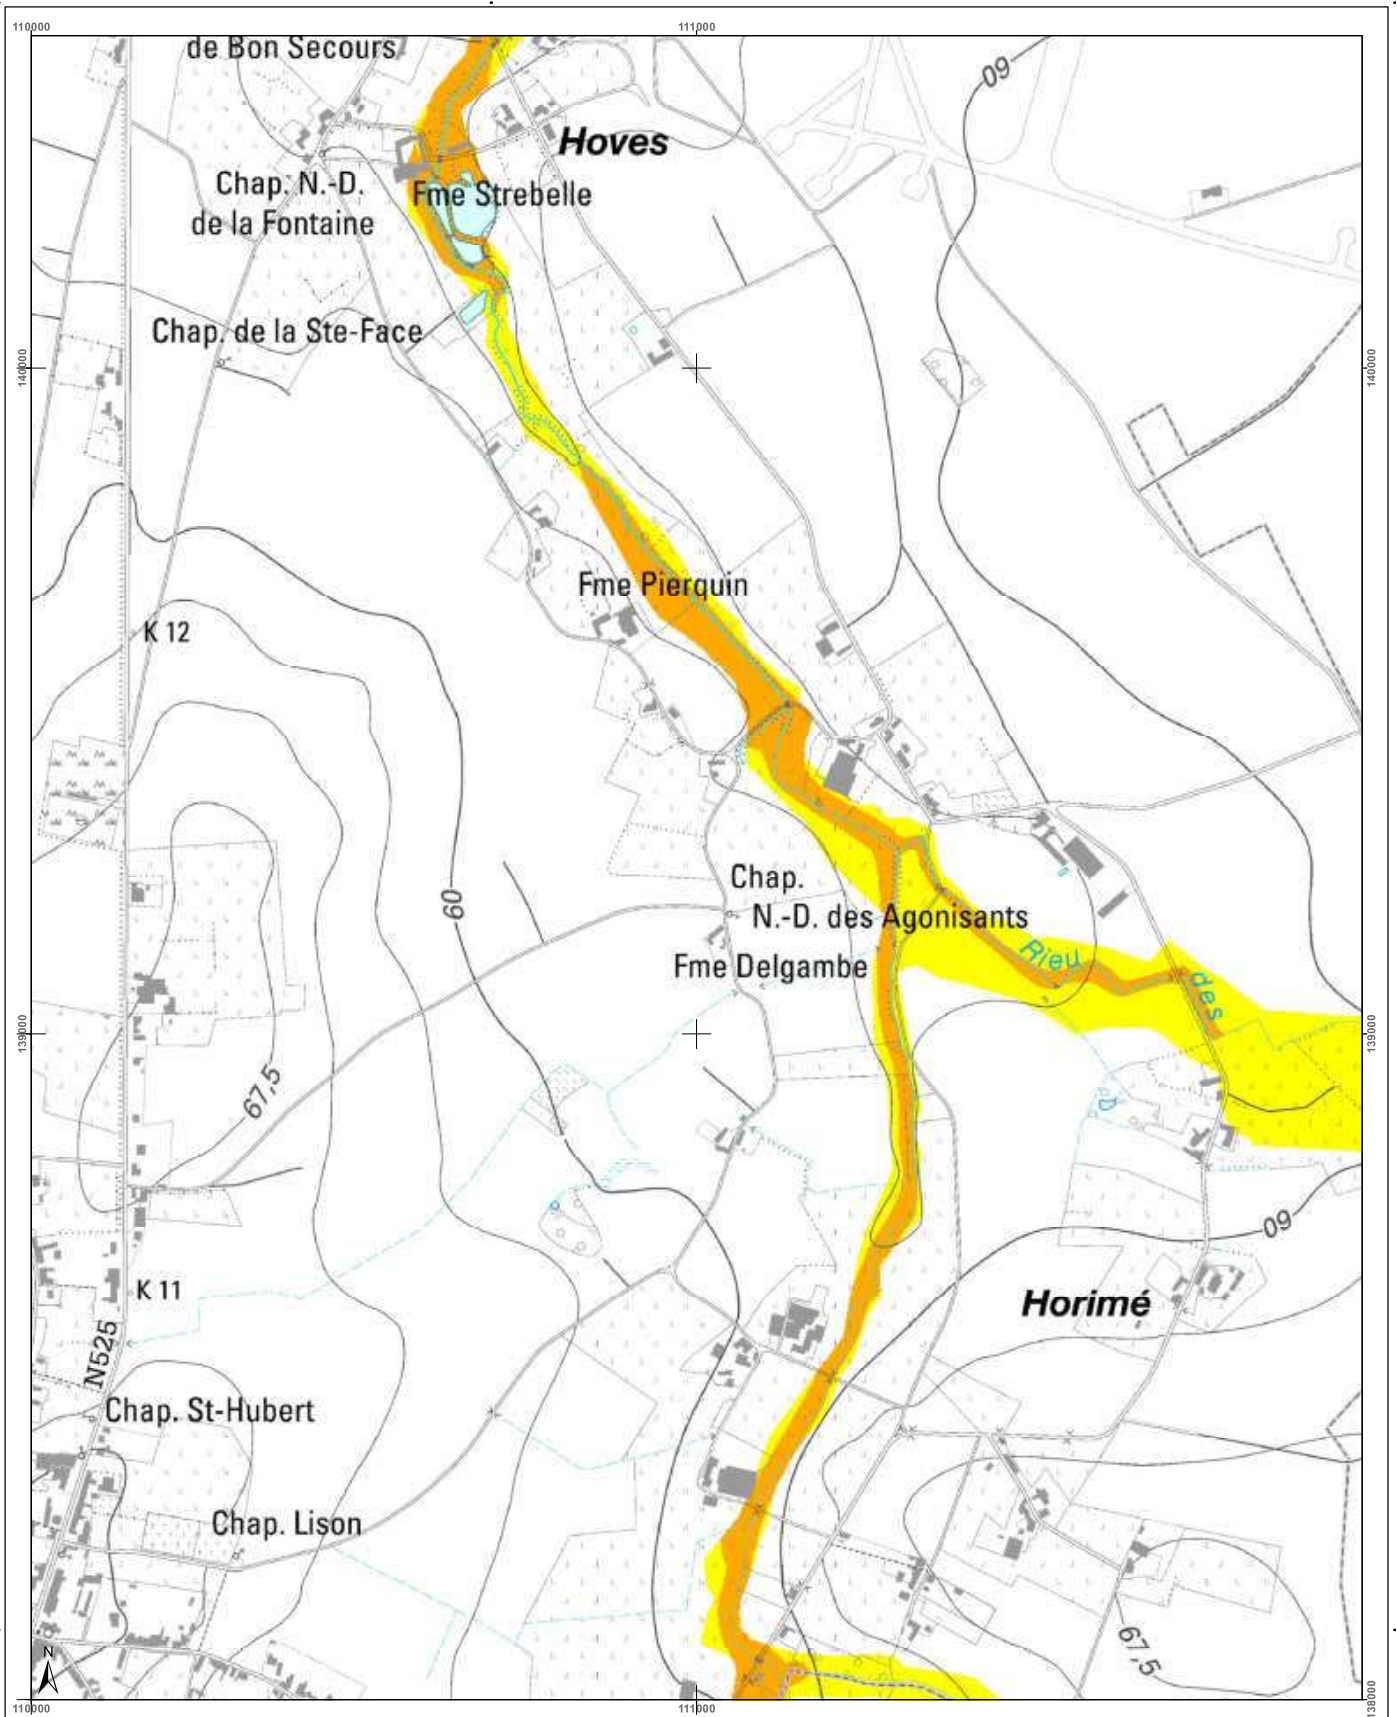 110000
111000
de Bon Secours
60
Hoves
Chap. N.-D.
de la Fontaine
Fme Strebelle
Chap. de la Ste-Face
140000
140000
Fme Pierquin
K 12
60
Chap.
N.-D. des Agonisants
Fme Delgambe
Rieu
des
139000
139000
67,5
60
K 11
Horimé
N525
Chap. St-Hubert
Chap. Lison
67,5
N
110000
111000
138000